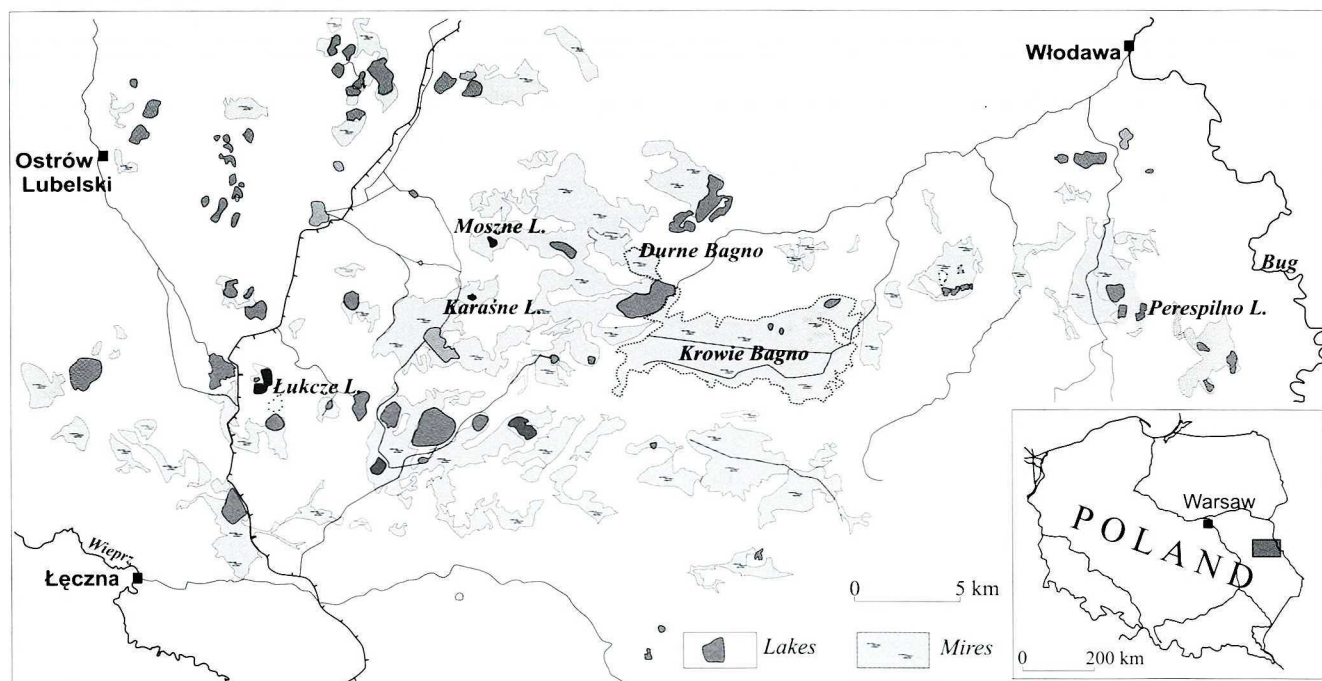 Włodawa
Ostrów
Lubelski
Moszne L.
Durne Bagno
Bug
Karaśne L.
Perespilno L.
Krowie Bagno
Łukcze L.
Warsaw
POLAND
Wieprz
Łęczna
0 5 km
Lakes
Mires
0 200 km